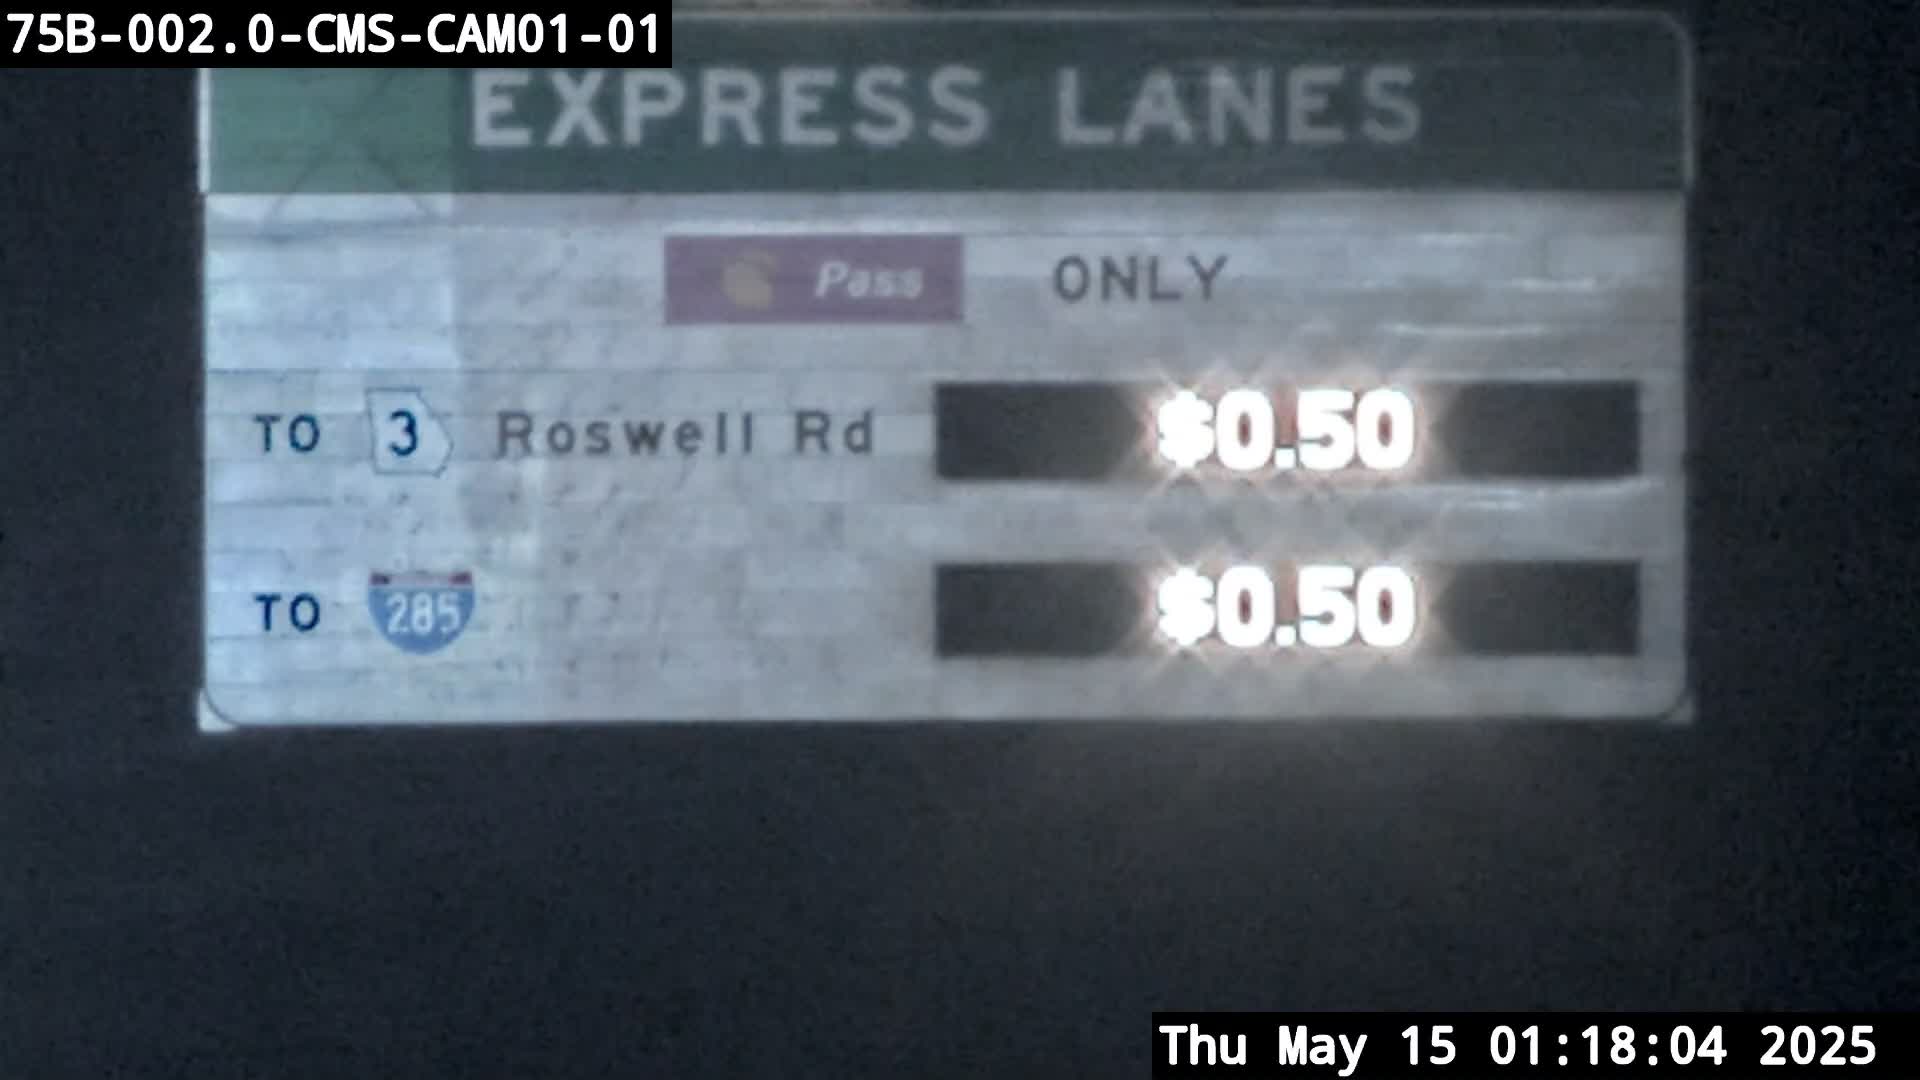 75B-002.0-CMS-CAM01-01
EXPRESS LANES
Pass ONLY
TO 3 Roswell Rd $0.50
TO 285 $0.50
Thu May 15 01:18:04 2025